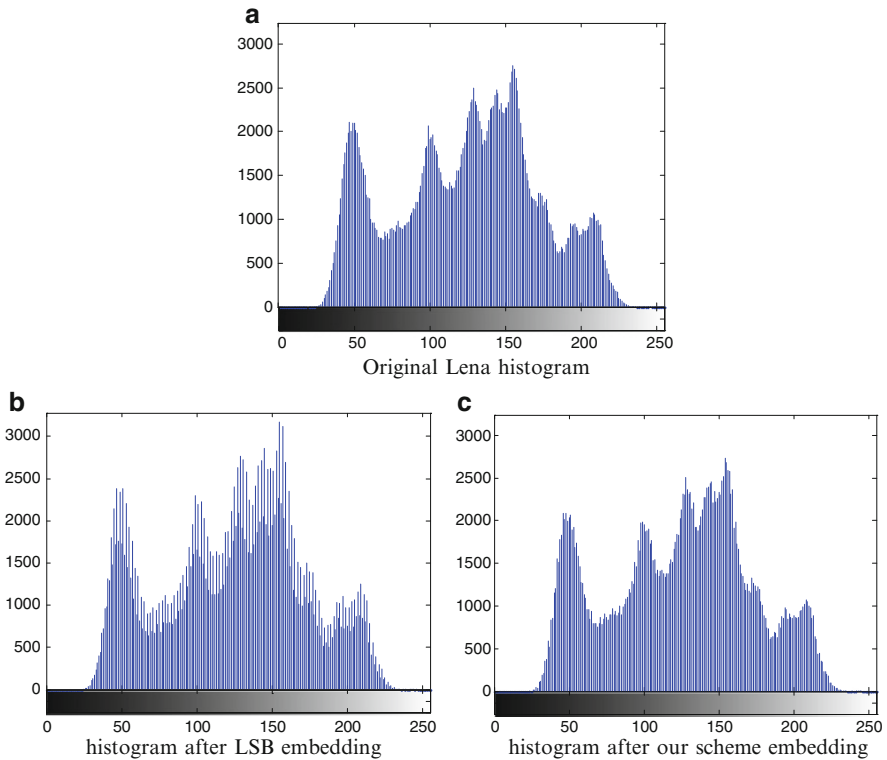 a
3000
2500
2000
1500
1000
500
0
0 50 100 150 200 250
Original Lena histogram
b
3000
2500
2000
1500
1000
500
0
0 50 100 150 200 250
histogram after LSB embedding
c
3000
2500
2000
1500
1000
500
0
0 50 100 150 200 250
histogram after our scheme embedding